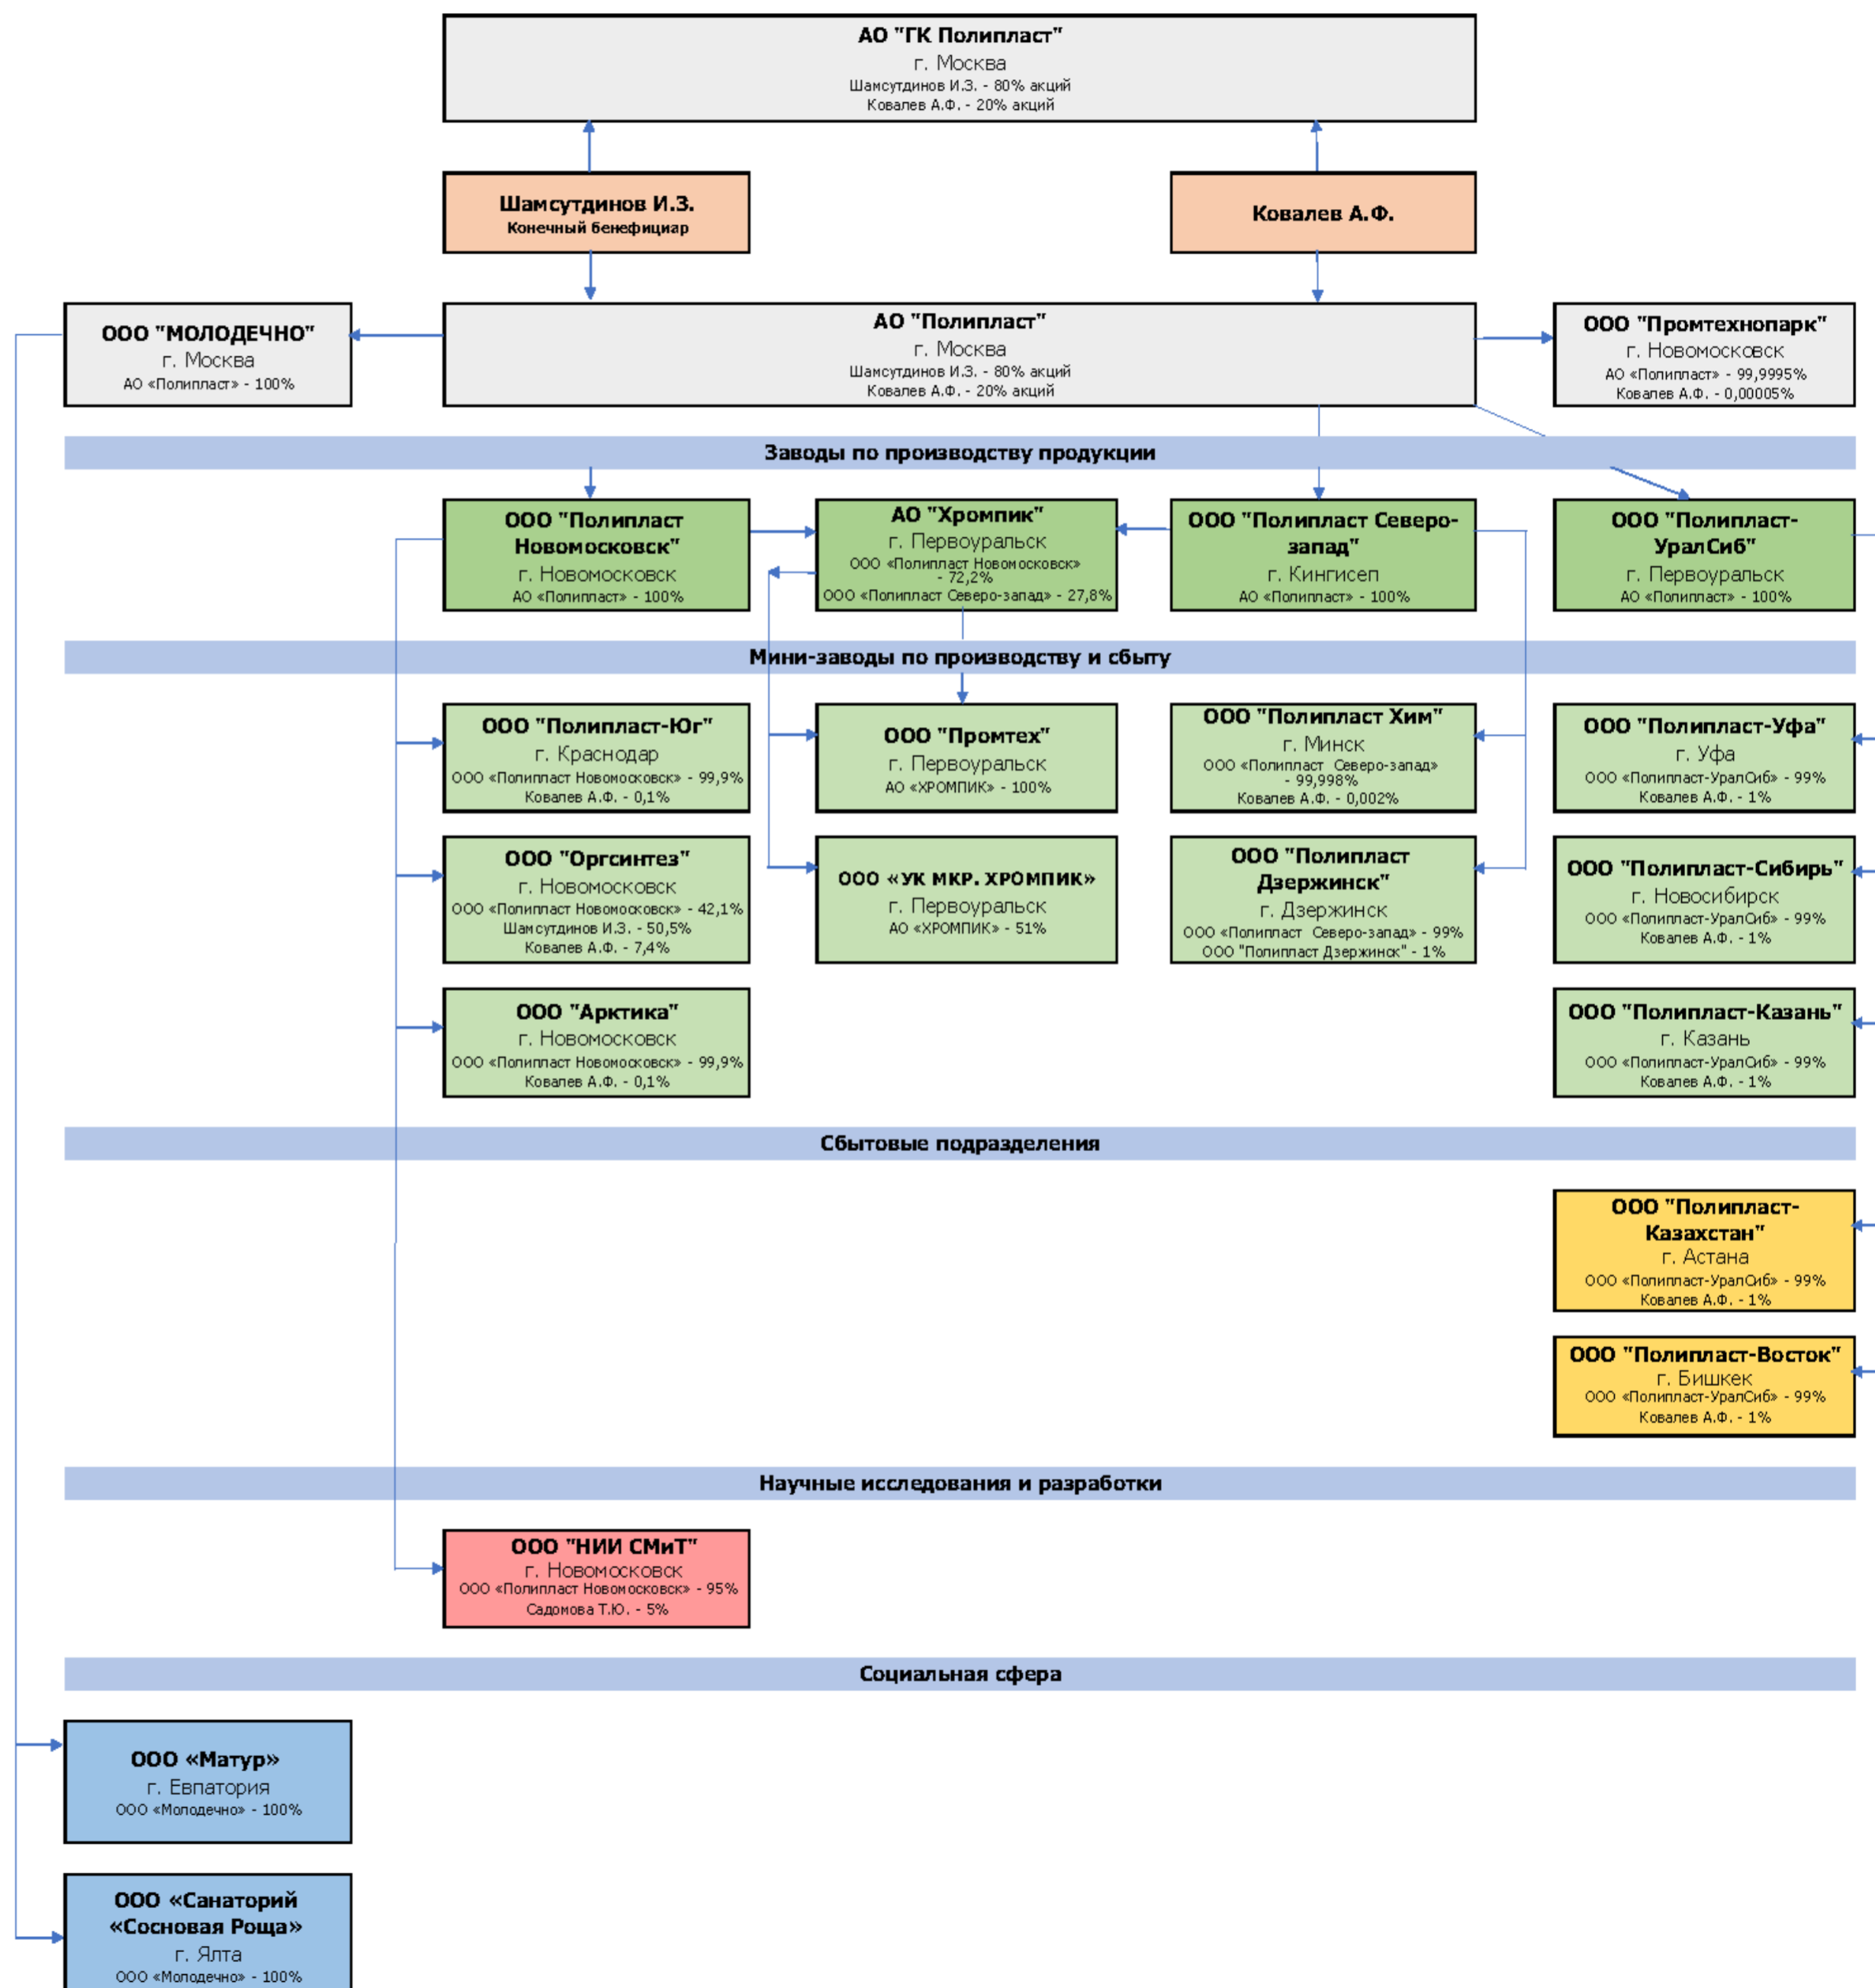 АО "ГК Полипласт"
г. Москва
Шамсутдинов И.З. - 80% акций
Ковалев А.Ф. - 20% акций
Шамсутдинов И.З.
Конечный бенефициар
Ковалев А.Ф.
ООО "МОЛОДЕЧНО"
г. Москва
АО «Полипласт» - 100%
АО "Полипласт"
г. Москва
Шамсутдинов И.З. - 80% акций
Ковалев А.Ф. - 20% акций
ООО "Промтехнопарк"
г. Новомосковск
АО «Полипласт» - 99,9995%
Ковалев А.Ф. - 0,00005%
Заводы по производству продукции
ООО "Полипласт
Новомосковск"
г. Новомосковск
АО «Полипласт» - 100%
АО "Хромпик"
г. Первоуральск
ООО «Полипласт Новомосковск»
- 72,2%
ООО «Полипласт Северо-запад» - 27,8%
ООО "Полипласт Северо-
запад"
г. Кингисеп
АО «Полипласт» - 100%
ООО "Полипласт-
УралСиб"
г. Первоуральск
АО «Полипласт» - 100%
Мини-заводы по производству и сбыту
ООО "Полипласт-Юг"
г. Краснодар
ООО «Полипласт Новомосковск» - 99,9%
Ковалев А.Ф. - 0,1%
ООО "Промтех"
г. Первоуральск
АО «ХРОМПИК» - 100%
ООО "Полипласт Хим"
г. Минск
ООО «Полипласт Северо-запад»
- 99,998%
Ковалев А.Ф. - 0,002%
ООО "Полипласт-Уфа"
г. Уфа
ООО «Полипласт-УралСиб» - 99%
Ковалев А.Ф. - 1%
ООО "Оргсинтез"
г. Новомосковск
ООО «Полипласт Новомосковск» - 42,1%
Шамсутдинов И.З. - 50,5%
Ковалев А.Ф. - 7,4%
ООО «УК МКР. ХРОМПИК»
г. Первоуральск
АО «ХРОМПИК» - 51%
ООО "Полипласт
Дзержинск"
г. Дзержинск
ООО «Полипласт Северо-запад» - 99%
ООО "Полипласт Дзержинск" - 1%
ООО "Полипласт-Сибирь"
г. Новосибирск
ООО «Полипласт-УралСиб» - 99%
Ковалев А.Ф. - 1%
ООО "Арктика"
г. Новомосковск
ООО «Полипласт Новомосковск» - 99,9%
Ковалев А.Ф. - 0,1%
ООО "Полипласт-Казань"
г. Казань
ООО «Полипласт-УралСиб» - 99%
Ковалев А.Ф. - 1%
Сбытовые подразделения
ООО "Полипласт-
Казахстан"
г. Астана
ООО «Полипласт-УралСиб» - 99%
Ковалев А.Ф. - 1%
ООО "Полипласт-Восток"
г. Бишкек
ООО «Полипласт-УралСиб» - 99%
Ковалев А.Ф. - 1%
Научные исследования и разработки
ООО "НИИ СМиТ"
г. Новомосковск
ООО «Полипласт Новомосковск» - 95%
Садомова Т.Ю. - 5%
Социальная сфера
ООО «Матур»
г. Евпатория
ООО «Молодечно» - 100%
ООО «Санаторий
«Сосновая Роща»
г. Ялта
ООО «Молодечно» - 100%